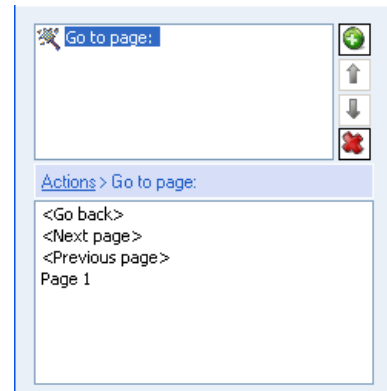 Go to page:
Actions > Go to page:
<Go back>
<Next page>
<Previous page>
Page 1